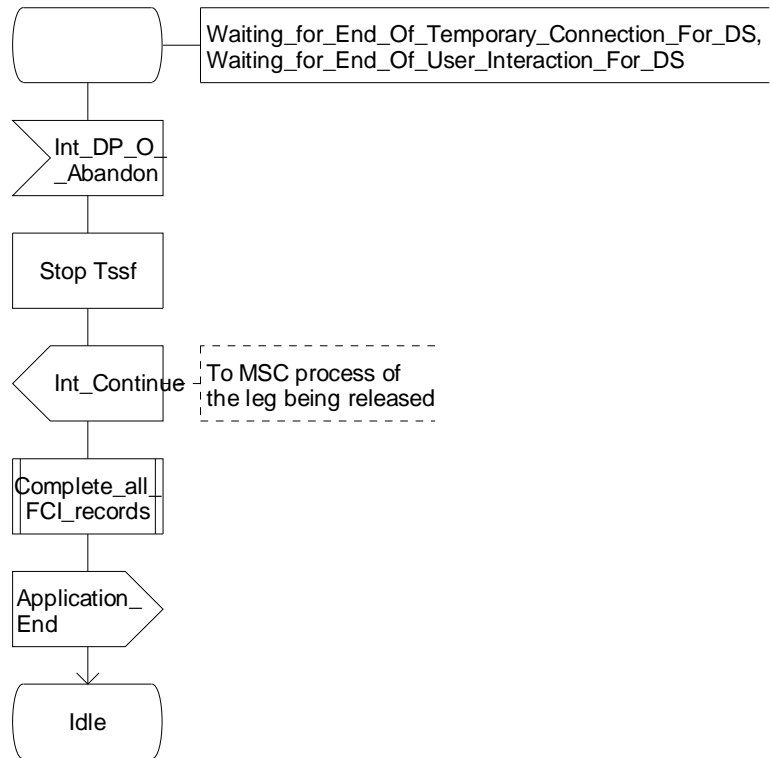 Waiting_for_End_Of_Temporary_Connection_For_DS,
Waiting_for_End_Of_User_Interaction_For_DS
Int_DP_O_
_Abandon
Stop Tssf
Int_Continue
To MSC process of
the leg being released
Complete_all_
FCI_records
Application_
End
Idle